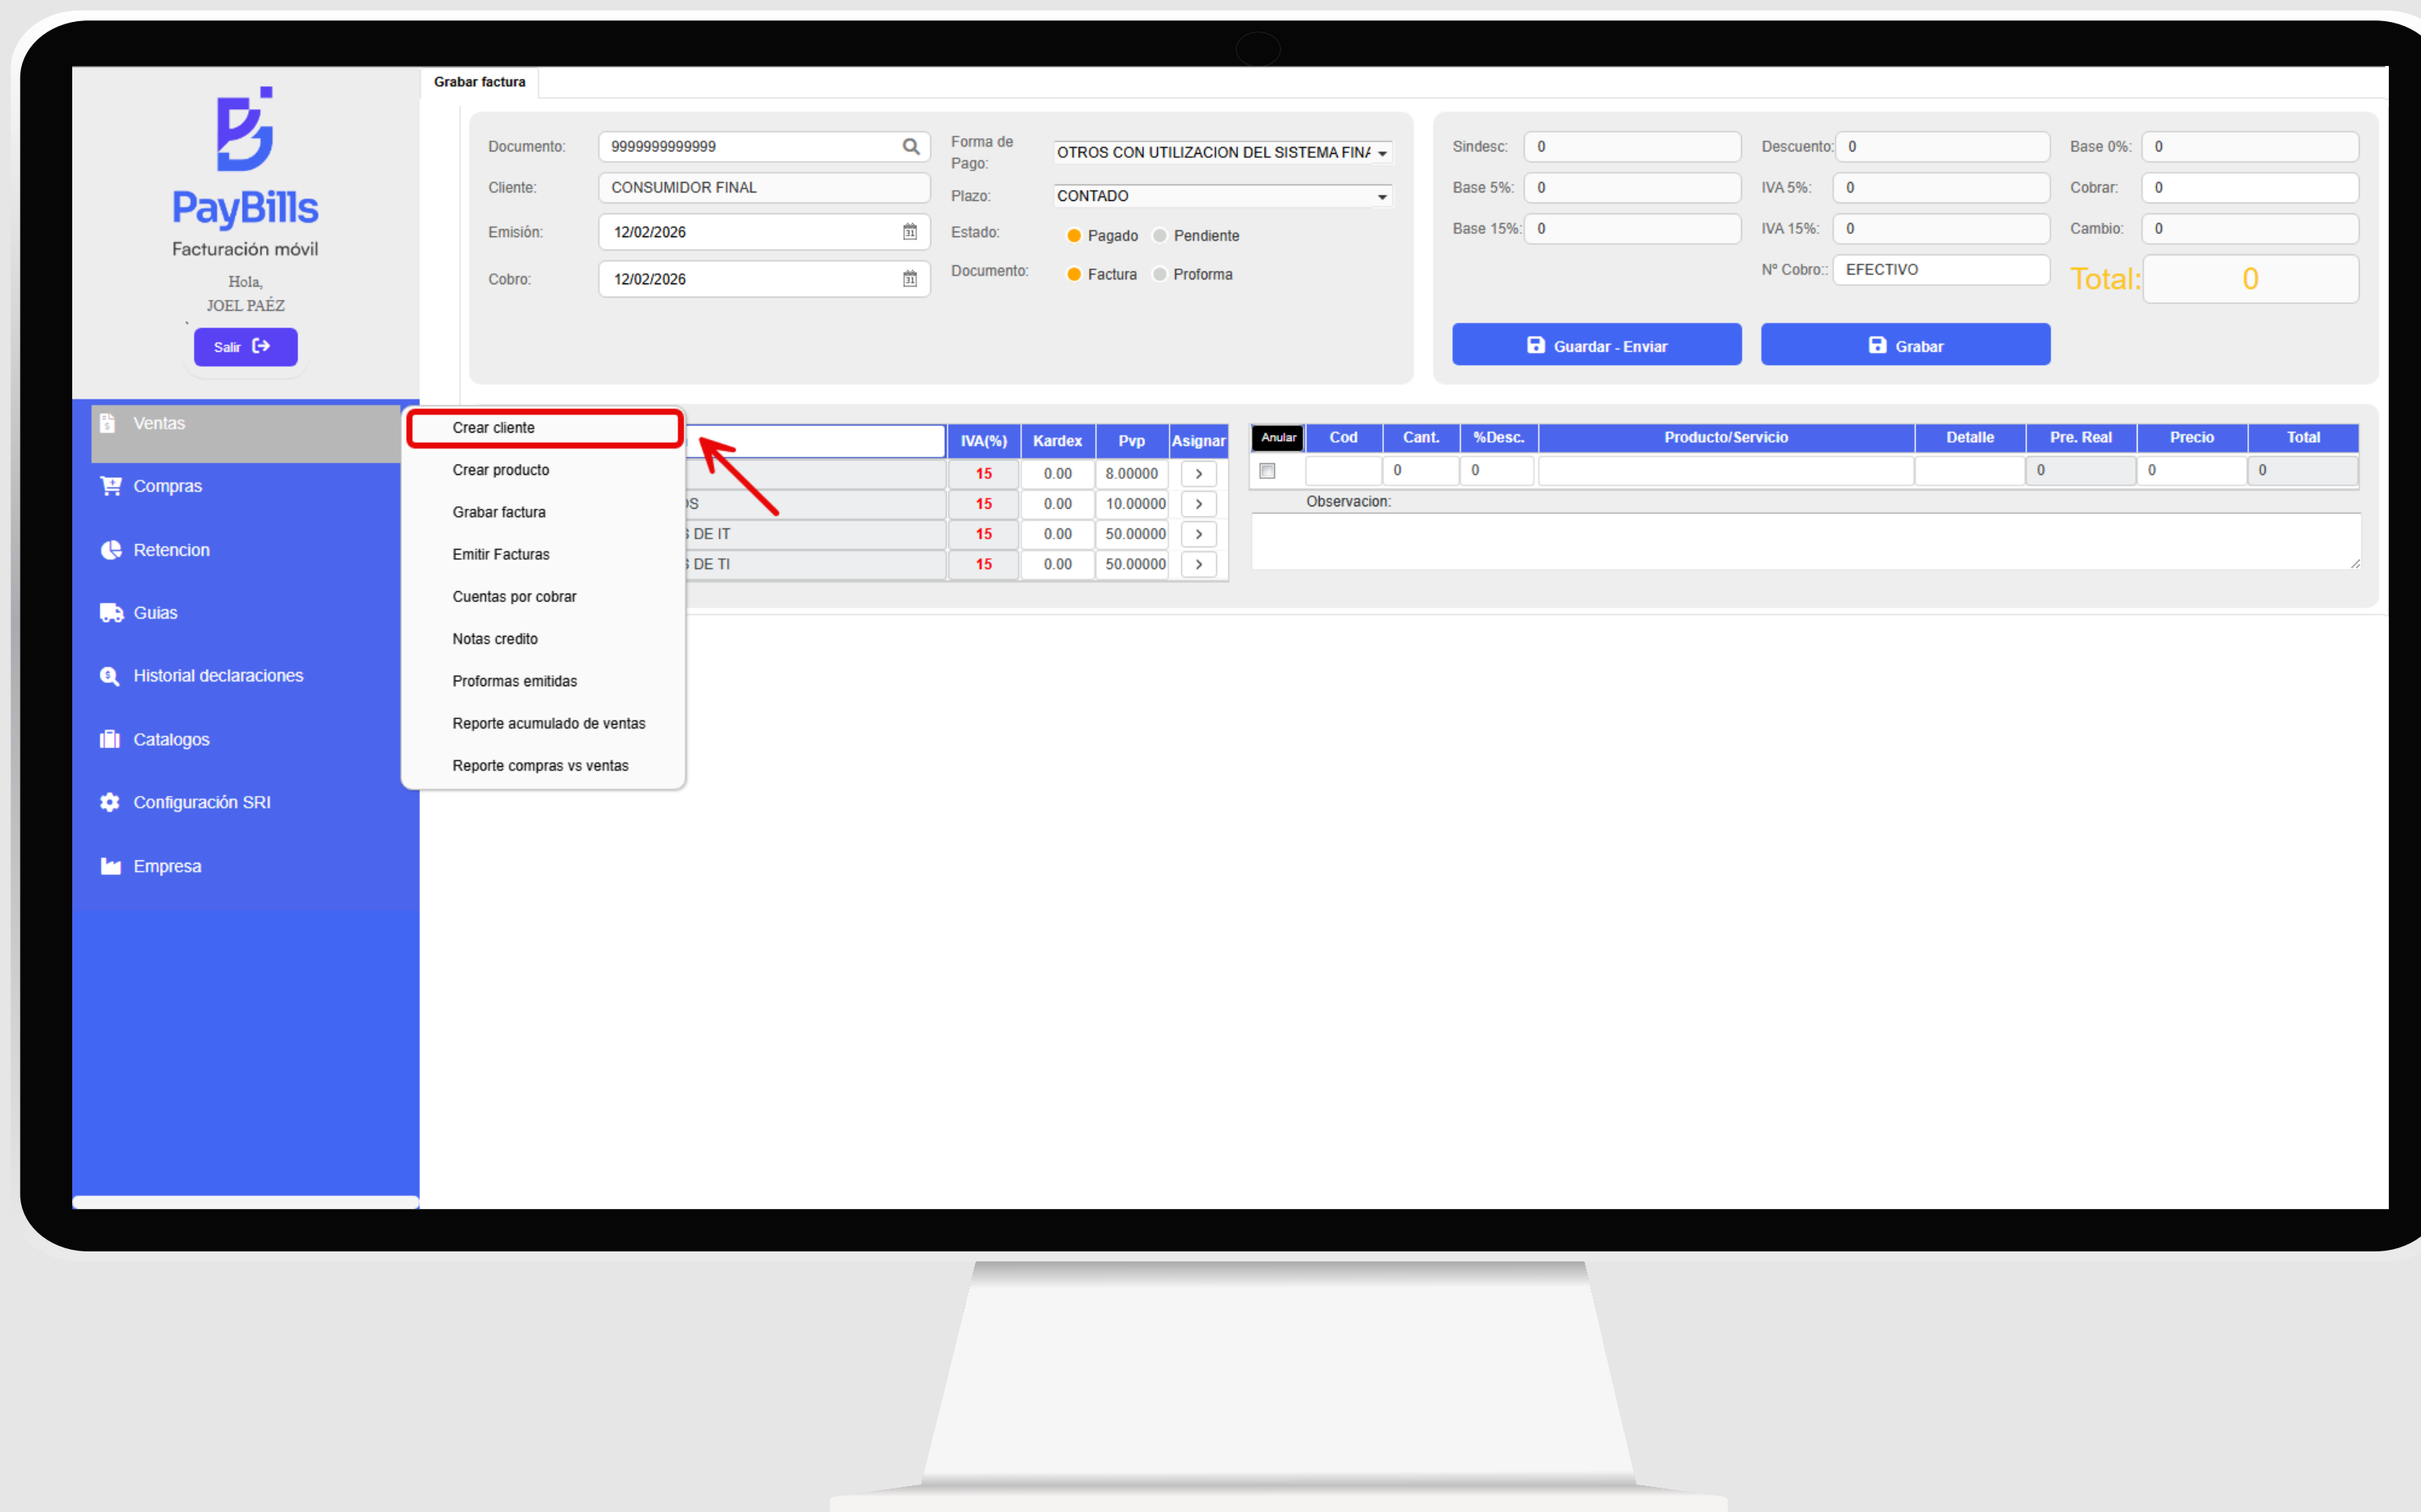 PayBills
Facturación móvil
Hola,
JOEL PAÉZ
Salir
Ventas
Compras
Retencion
Guias
Historial declaraciones
Catalogos
Configuración SRI
Empresa
Grabar factura
Documento: 9999999999999
Cliente: CONSUMIDOR FINAL
Emisión: 12/02/2026
Cobro: 12/02/2026
Forma de Pago: OTROS CON UTILIZACION DEL SISTEMA FINA
Plazo: CONTADO
Estado: Pagado Pendiente
Documento: Factura Proforma
Sindesc: 0 Descuento: 0 Base 0%: 0
Base 5%: 0 IVA 5%: 0 Cobrar: 0
Base 15%: 0 IVA 15%: 0 Cambio: 0
Nº Cobro:: EFECTIVO Total: 0
Guardar - Enviar Grabar
Crear cliente
Crear producto
Grabar factura
Emitir Facturas
Cuentas por cobrar
Notas credito
Proformas emitidas
Reporte acumulado de ventas
Reporte compras vs ventas
IVA(%) Kardex Pvp Asignar
15 0.00 8.00000 >
OS 15 0.00 10.00000 >
S DE IT 15 0.00 50.00000 >
S DE TI 15 0.00 50.00000 >
Anular Cod Cant. %Desc. Producto/Servicio Detalle Pre. Real Precio Total
0 0 0 0 0
Observacion: